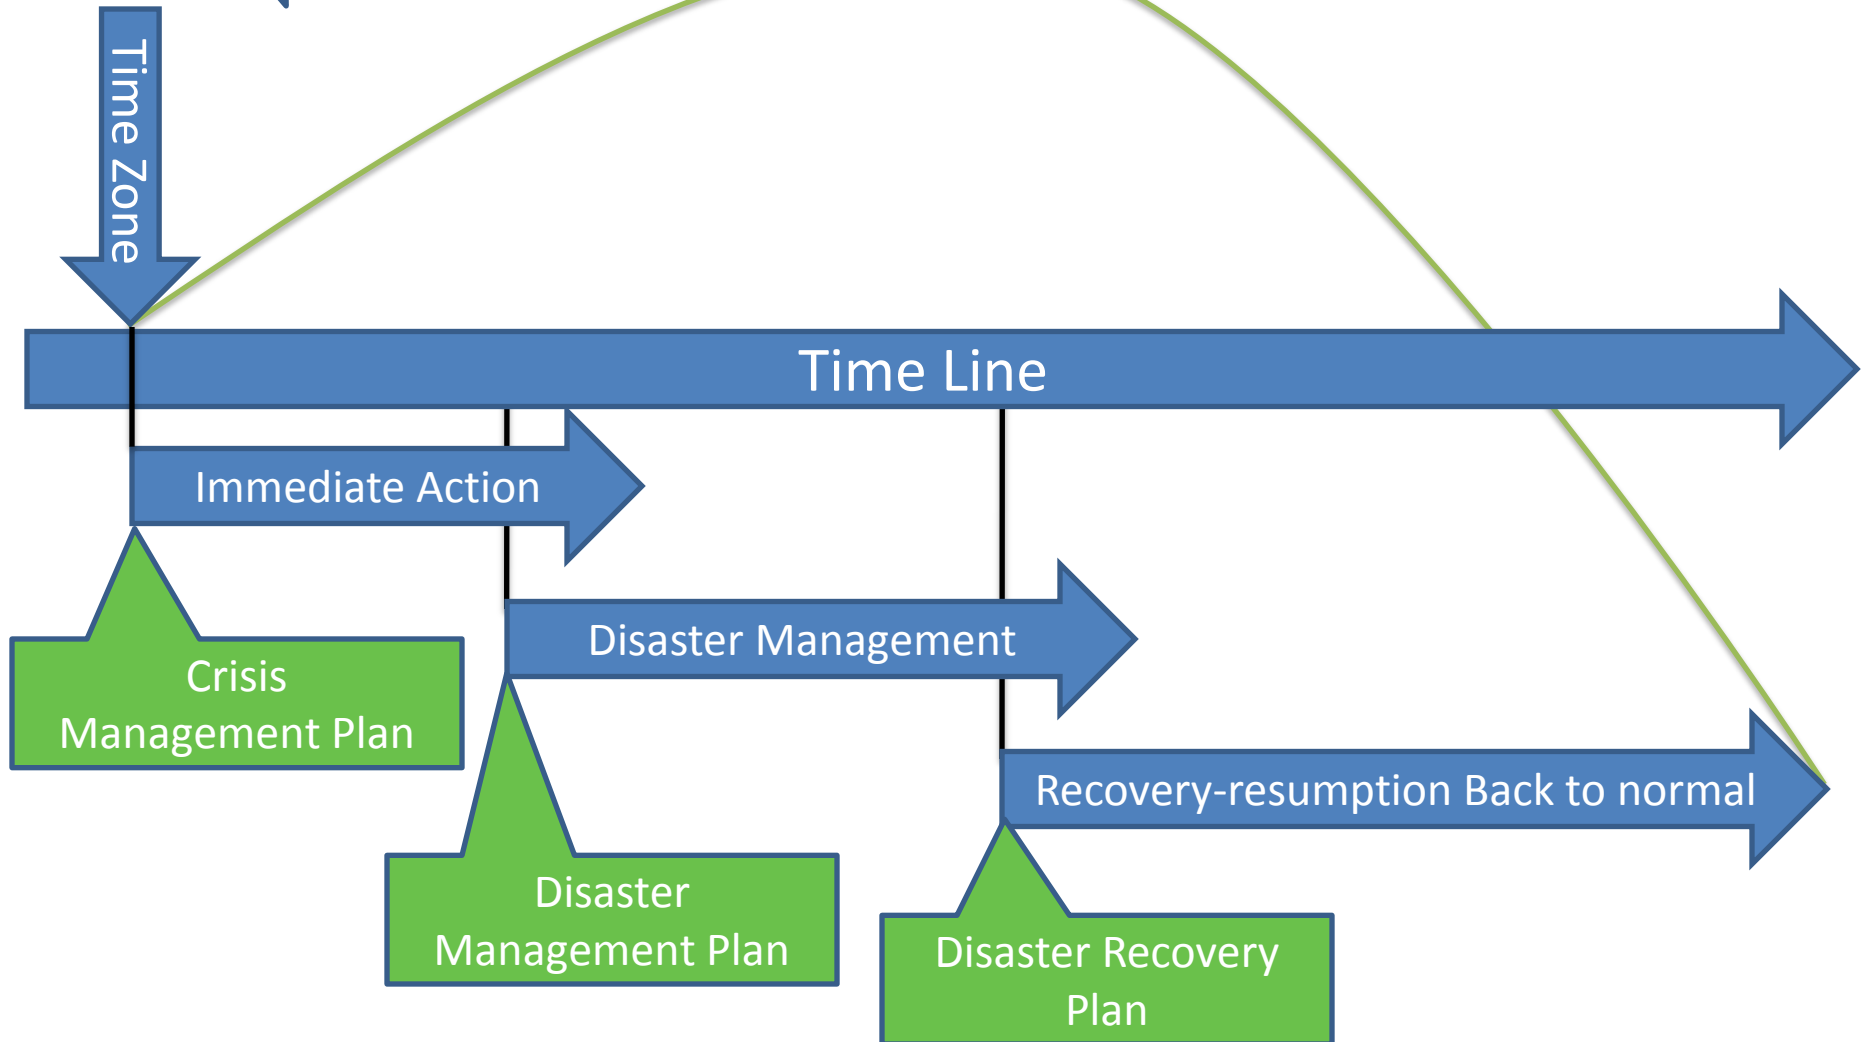 Time Zone
Time Line
Immediate Action
Disaster Management
Crisis
Management Plan
Recovery-resumption Back to normal
Disaster
Management Plan
Disaster Recovery
Plan